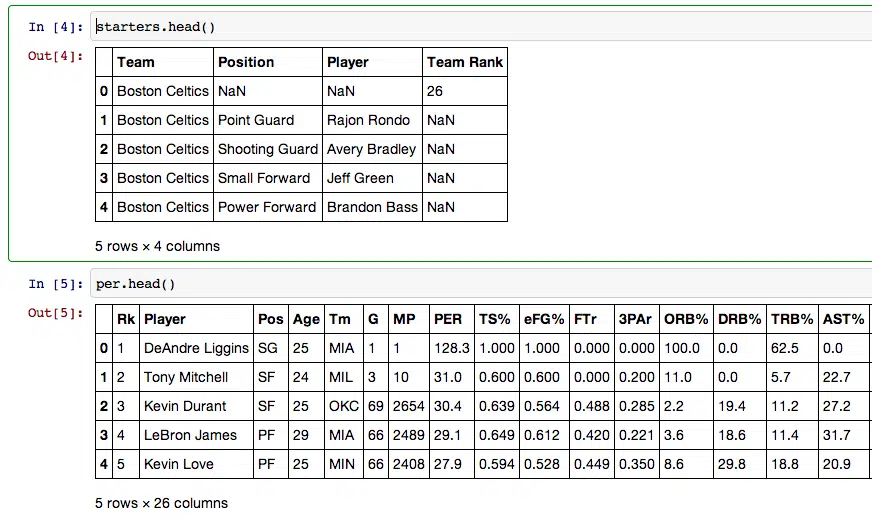 In [4]: starters.head()
Out[4]:
Team Position Player Team Rank
0 Boston Celtics NaN NaN 26
1 Boston Celtics Point Guard Rajon Rondo NaN
2 Boston Celtics Shooting Guard Avery Bradley NaN
3 Boston Celtics Small Forward Jeff Green NaN
4 Boston Celtics Power Forward Brandon Bass NaN
5 rows × 4 columns
In [5]: per.head()
Out[5]:
Rk Player Pos Age Tm G MP PER TS% eFG% FTr 3PAr ORB% DRB% TRB% AST%
0 1 DeAndre Liggins SG 25 MIA 1 1 128.3 1.000 1.000 0.000 0.000 100.0 0.0 62.5 0.0
1 2 Tony Mitchell SF 24 MIL 3 10 31.0 0.600 0.600 0.000 0.200 11.0 0.0 5.7 22.7
2 3 Kevin Durant SF 25 OKC 69 2654 30.4 0.639 0.564 0.488 0.285 2.2 19.4 11.2 27.2
3 4 LeBron James PF 29 MIA 66 2489 29.1 0.649 0.612 0.420 0.221 3.6 18.6 11.4 31.7
4 5 Kevin Love PF 25 MIN 66 2408 27.9 0.594 0.528 0.449 0.350 8.6 29.8 18.8 20.9
5 rows × 26 columns